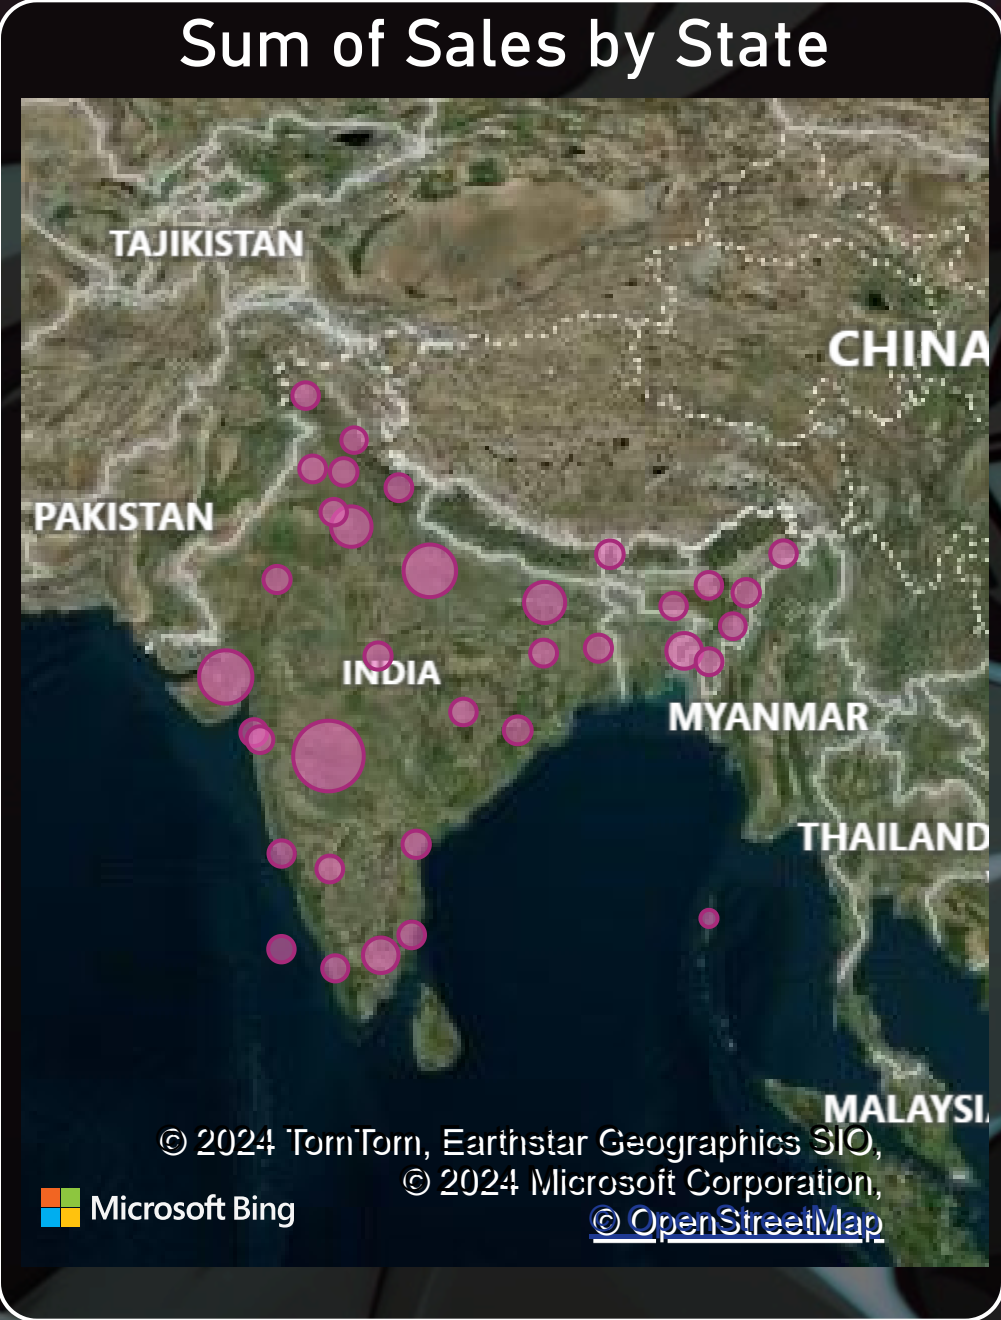 Sum of Sales by State
TAJIKISTAN
CHINA
PAKISTAN
INDIA
MYANMAR
THAILAND
MALAYSI
© 2024 TomTom, Earthstar Geographics SIO,
© 2024 Microsoft Corporation,
Microsoft Bing
© OpenStreetMap